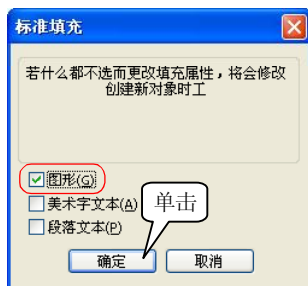 标准填充
若什么都不选而更改填充属性，将会修改
创建新对象时工
图形(G)
美术字文本(A)
单击
段落文本(P)
确定
取消